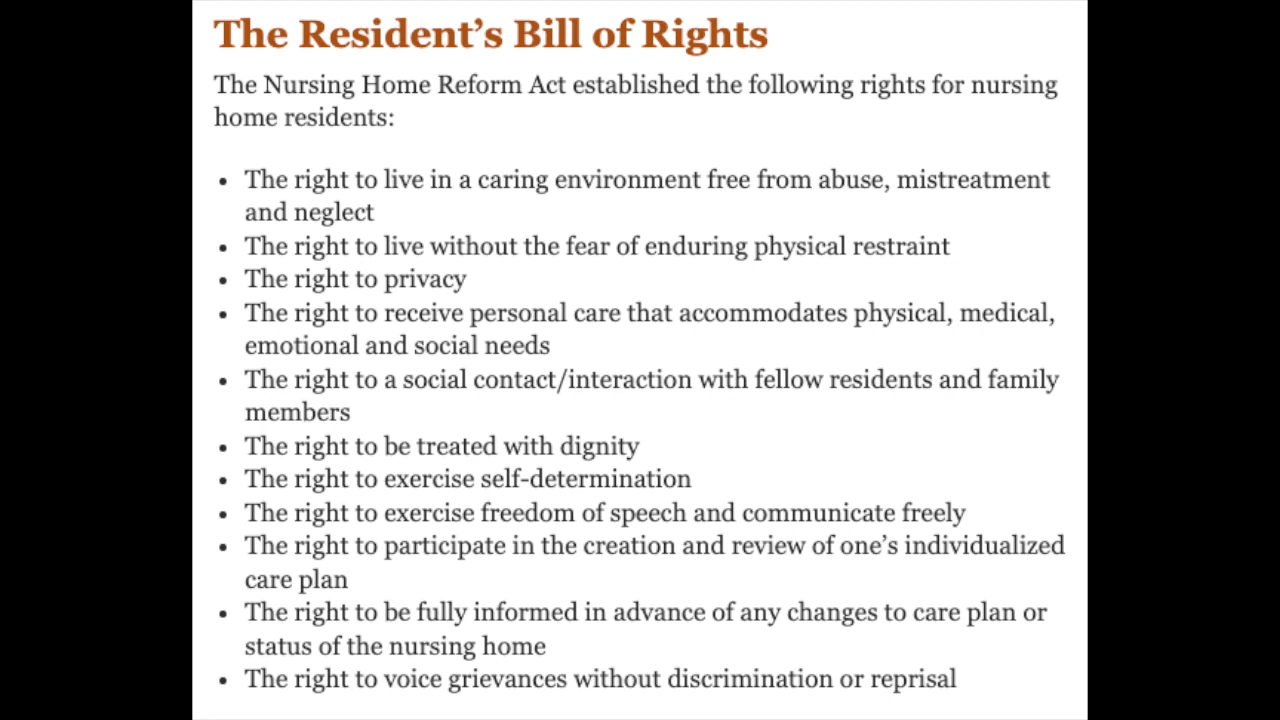 The Resident’s Bill of Rights
The Nursing Home Reform Act established the following rights for nursing
home residents:
• The right to live in a caring environment free from abuse, mistreatment
and neglect
• The right to live without the fear of enduring physical restraint
• The right to privacy
• The right to receive personal care that accommodates physical, medical,
emotional and social needs
• The right to a social contact/interaction with fellow residents and family
members
• The right to be treated with dignity
• The right to exercise self-determination
• The right to exercise freedom of speech and communicate freely
• The right to participate in the creation and review of one’s individualized
care plan
• The right to be fully informed in advance of any changes to care plan or
status of the nursing home
• The right to voice grievances without discrimination or reprisal